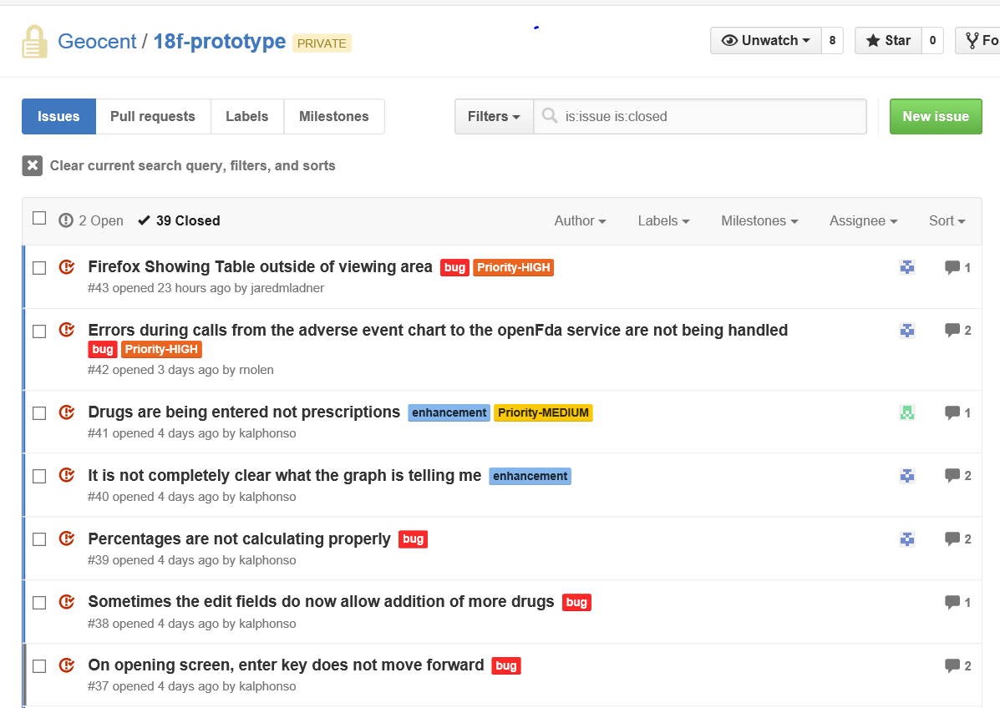 Geocent / 18f-prototype PRIVATE
Unwatch 8 Star 0 Fo
Issues Pull requests Labels Milestones Filters is:issue is:closed New issue
Clear current search query, filters, and sorts
2 Open 39 Closed Author Labels Milestones Assignee Sort
Firefox Showing Table outside of viewing area bug Priority-HIGH 1
#43 opened 23 hours ago by jaredmladner
Errors during calls from the adverse event chart to the openFda service are not being handled 2
bug Priority-HIGH
#42 opened 3 days ago by rnolen
Drugs are being entered not prescriptions enhancement Priority-MEDIUM 1
#41 opened 4 days ago by kalphonso
It is not completely clear what the graph is telling me enhancement 2
#40 opened 4 days ago by kalphonso
Percentages are not calculating properly bug 2
#39 opened 4 days ago by kalphonso
Sometimes the edit fields do now allow addition of more drugs bug 1
#38 opened 4 days ago by kalphonso
On opening screen, enter key does not move forward bug 2
#37 opened 4 days ago by kalphonso